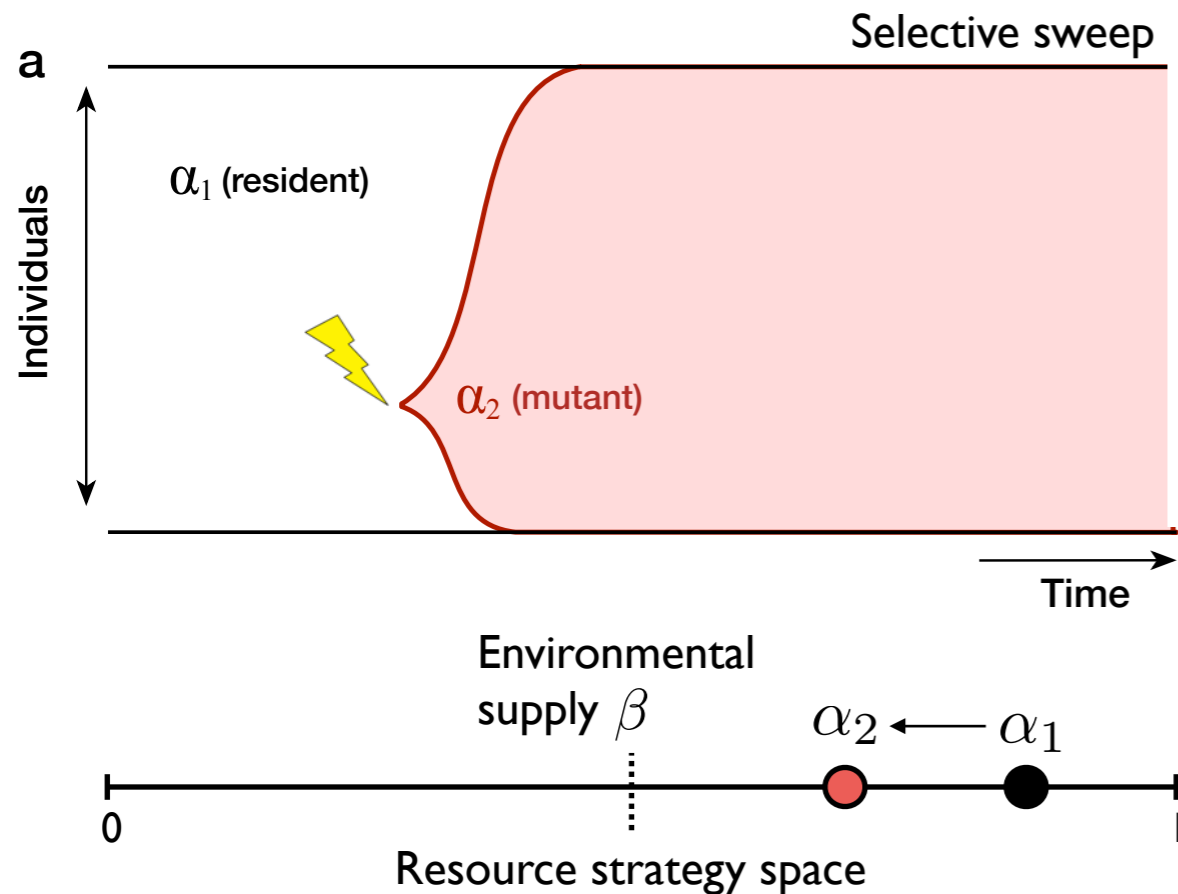 Selective sweep
a
Individuals
α₁ (resident)
α₂ (mutant)
Time
Environmental
supply β
α₂ α₁
0
Resource strategy space